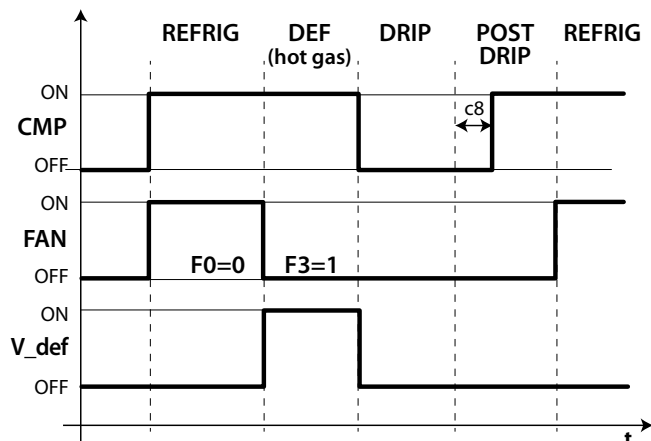 REFRIG DEF DRIP POST REFRIG
(hot gas) DRIP
ON
c8
CMP
OFF
ON
FAN
F0=0 F3=1
OFF
ON
V_def
OFF
t